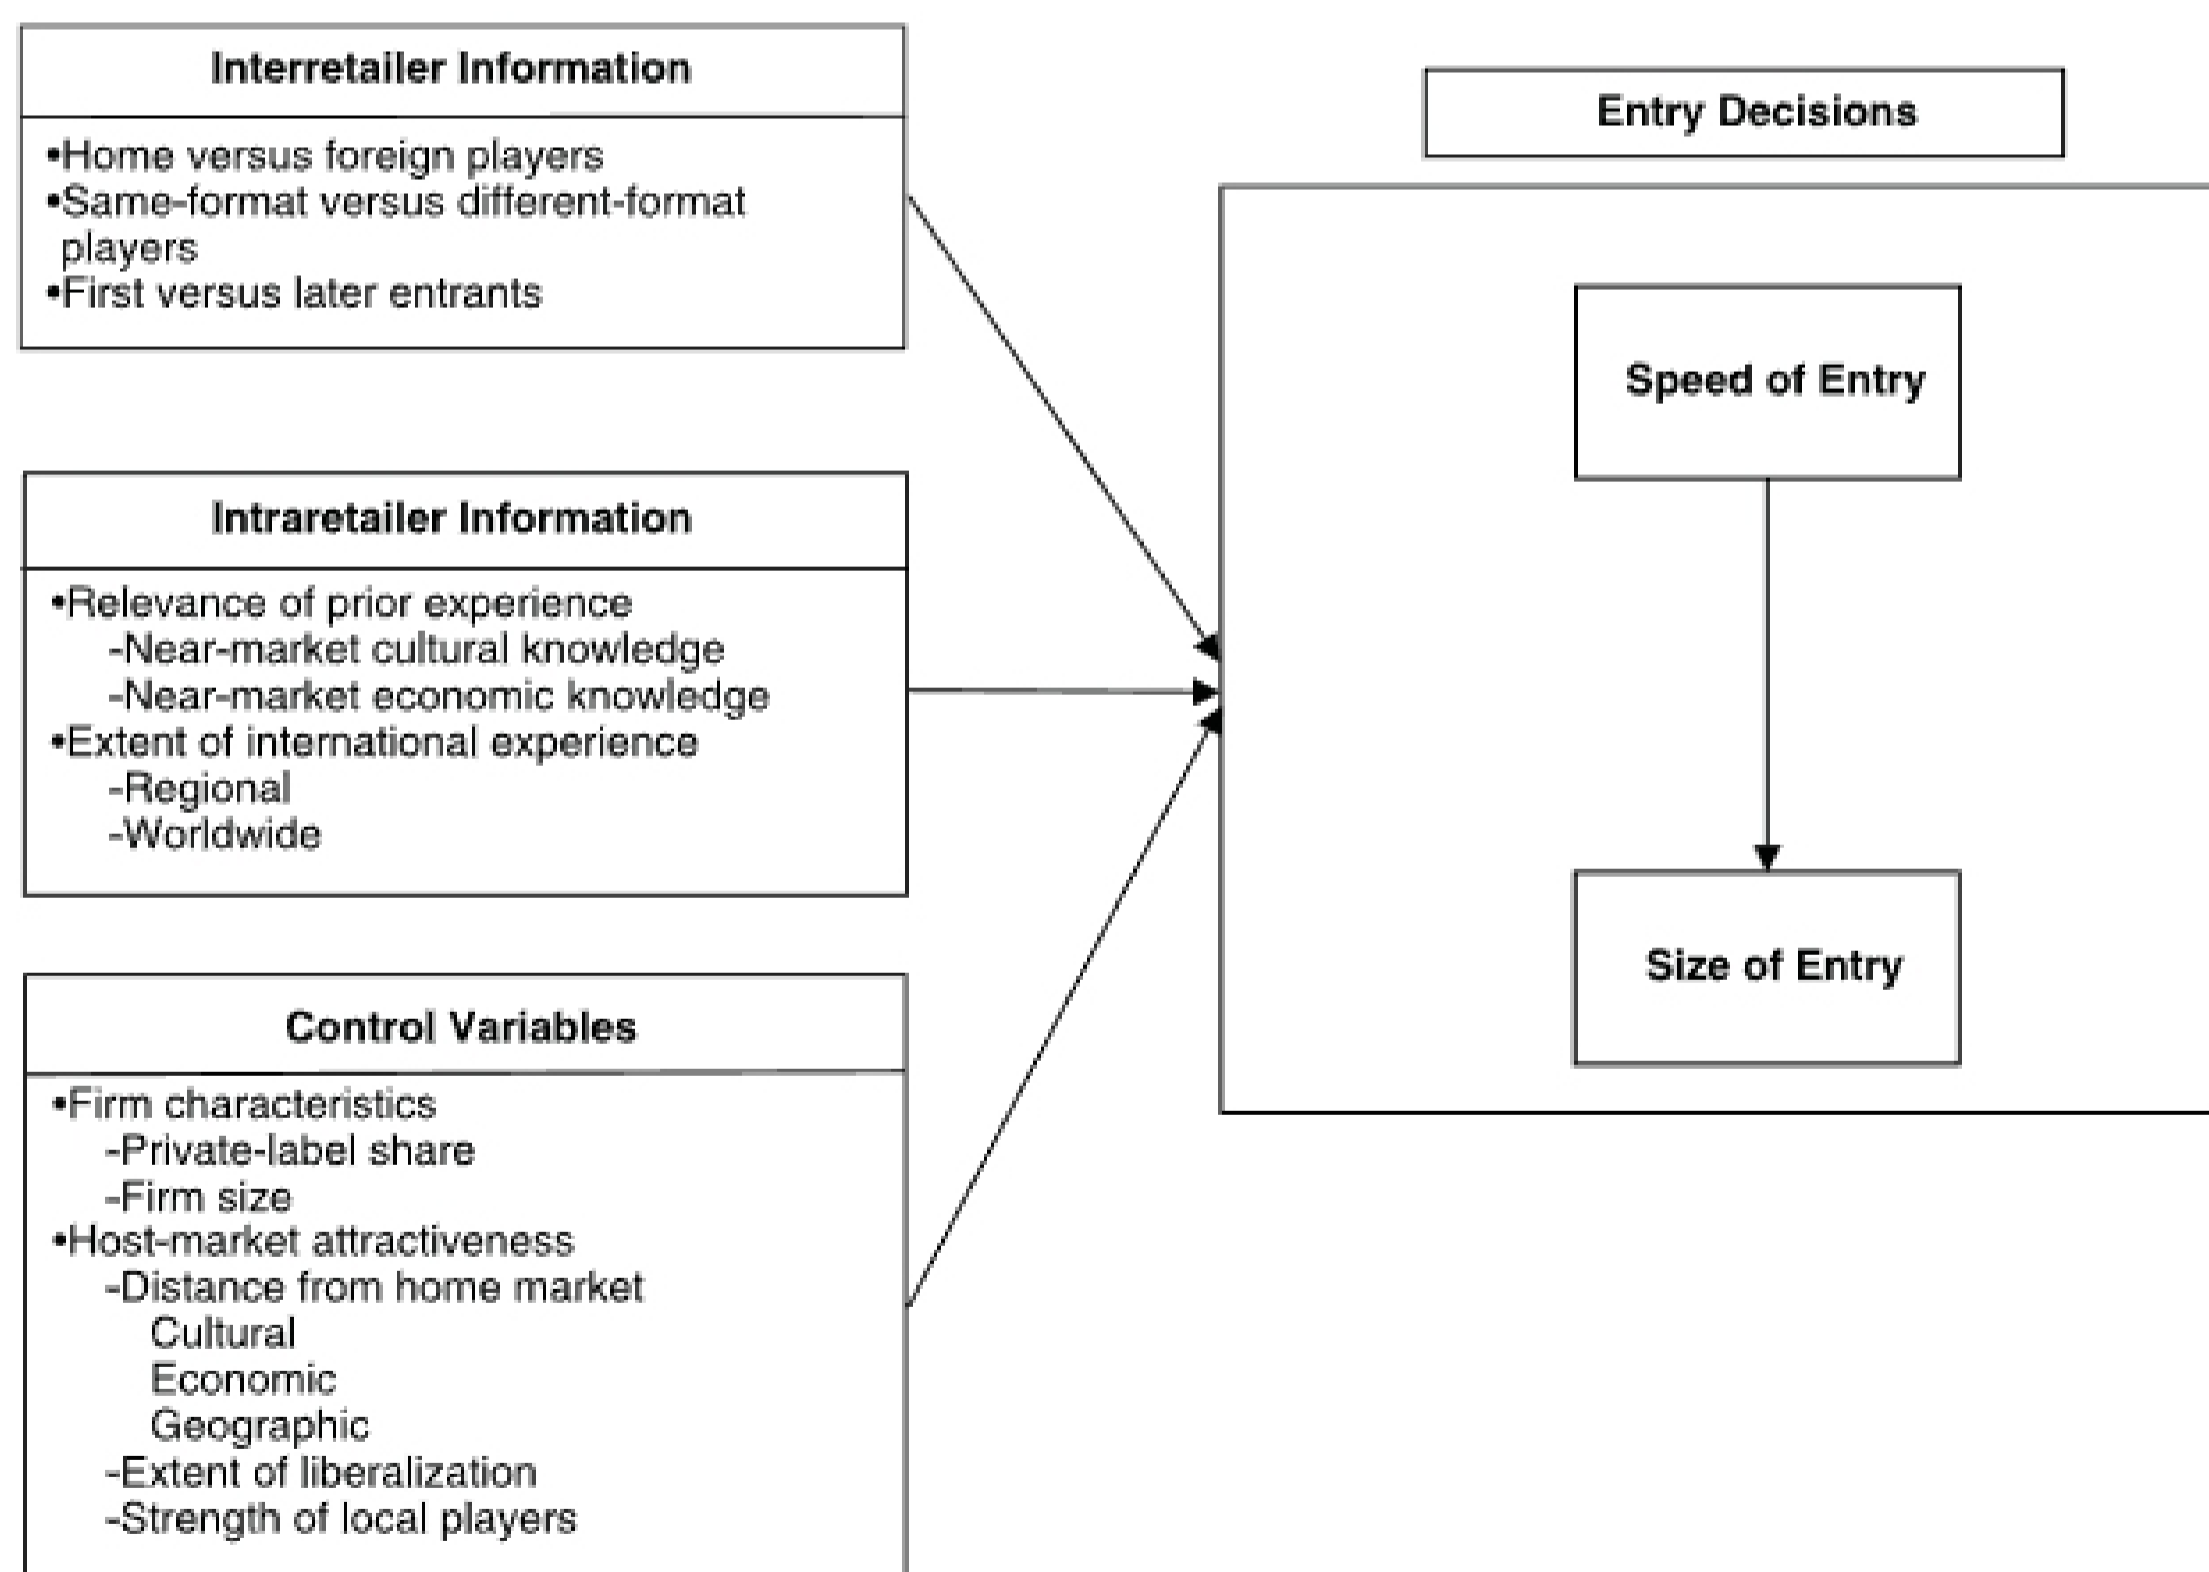 Interretailer Information
•Home versus foreign players
•Same-format versus different-format
players
•First versus later entrants
Intraretailer Information
•Relevance of prior experience
-Near-market cultural knowledge
-Near-market economic knowledge
•Extent of international experience
-Regional
-Worldwide
Control Variables
•Firm characteristics
-Private-label share
-Firm size
•Host-market attractiveness
-Distance from home market
Cultural
Economic
Geographic
-Extent of liberalization
-Strength of local players
Entry Decisions
Speed of Entry
Size of Entry